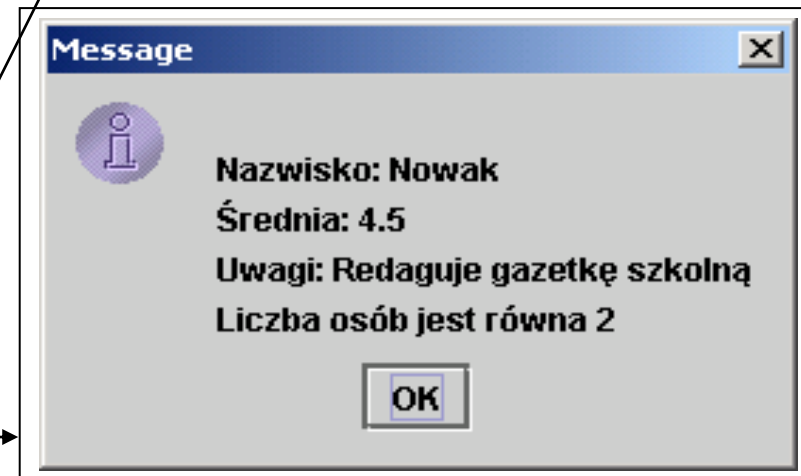 Message
Nazwisko: Nowak
Średnia: 4.5
Uwagi: Redaguje gazetkę szkolną
Liczba osób jest równa 2
OK